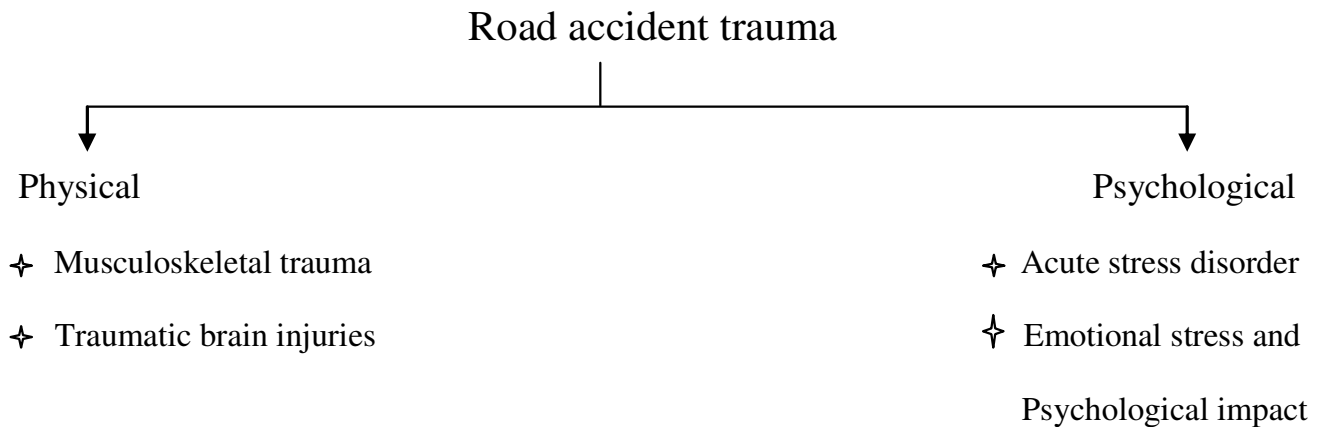 Road accident trauma
Physical
Psychological
Musculoskeletal trauma
Traumatic brain injuries
Acute stress disorder
Emotional stress and
Psychological impact